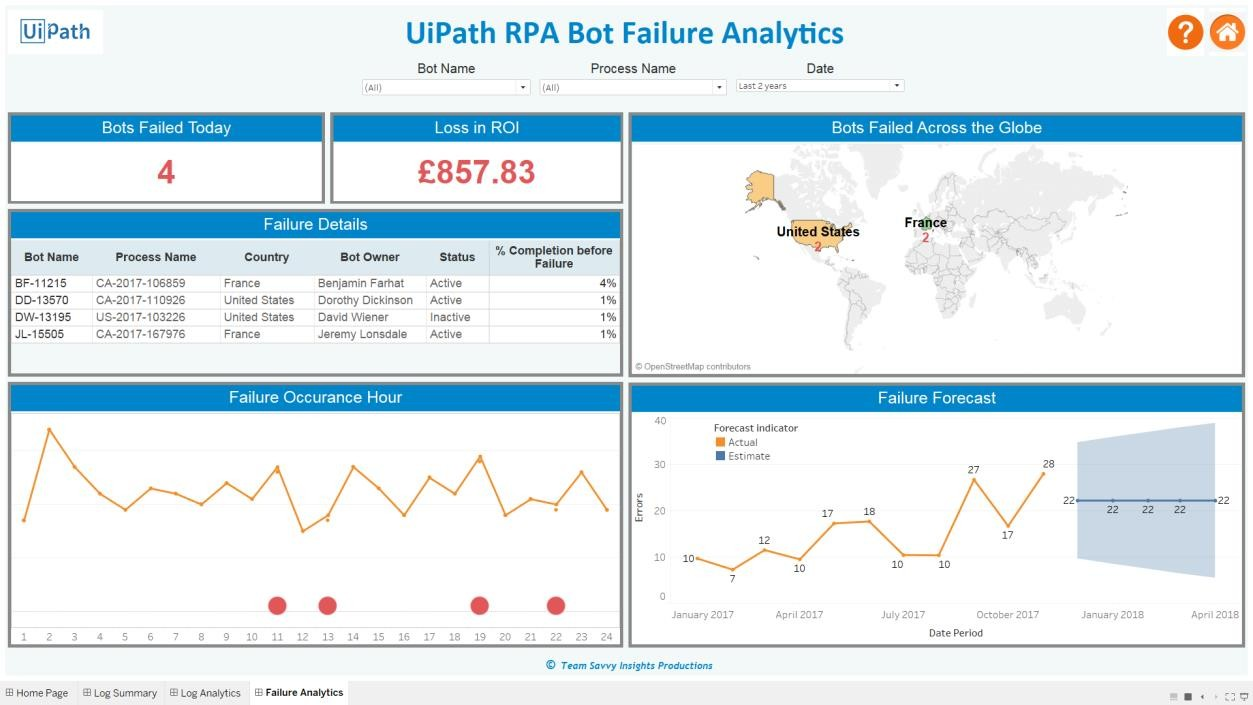 UiPath
UiPath RPA Bot Failure Analytics
?
Bot Name Process Name Date
(All) (All) Last 2 years
Bots Failed Today
4
Loss in ROI
£857.83
Bots Failed Across the Globe
United States
2
France
2
© OpenStreetMap contributors
Failure Details
Bot Name Process Name Country Bot Owner Status % Completion before
Failure
BF-11215 CA-2017-106859 France Benjamin Farhat Active 4%
DD-13570 CA-2017-110926 United States Dorothy Dickinson Active 1%
DW-13195 US-2017-103226 United States David Wiener Inactive 1%
JL-15505 CA-2017-167976 France Jeremy Lonsdale Active 1%
Failure Occurance Hour
1 2 3 4 5 6 7 8 9 10 11 12 13 14 15 16 17 18 19 20 21 22 23 24
Failure Forecast
Forecast indicator
Actual
Estimate
Errors
40
30
20
10
0
10 7 12 10 17 18 10 10 27 17 28
22 22 22 22 22
January 2017 April 2017 July 2017 October 2017 January 2018 April 2018
Date Period
© Team Savvy Insights Productions
Home Page Log Summary Log Analytics Failure Analytics